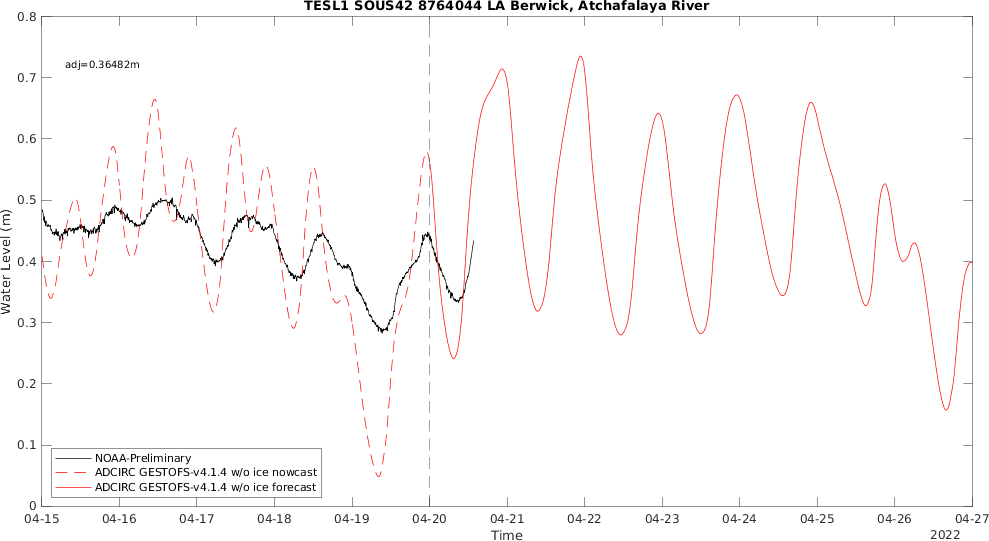 TESL1 SOUS42 8764044 LA Berwick, Atchafalaya River
adj=0.36482m
Water Level (m)
0.8
0.7
0.6
0.5
0.4
0.3
0.2
0.1
0
NOAA-Preliminary
ADCIRC GESTOFS-v4.1.4 w/o ice nowcast
ADCIRC GESTOFS-v4.1.4 w/o ice forecast
04-15 04-16 04-17 04-18 04-19 04-20 04-21 04-22 04-23 04-24 04-25 04-26 04-27
Time
2022